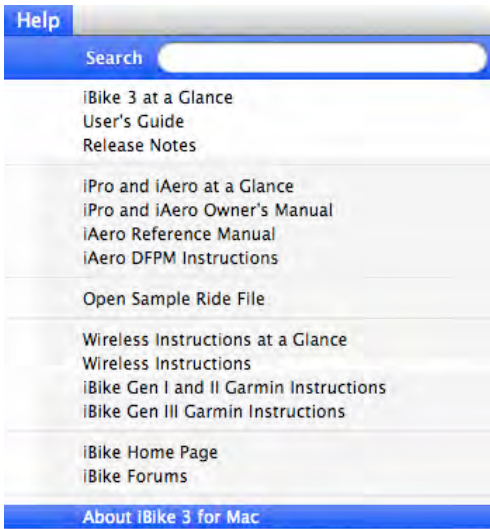 Help
Search
iBike 3 at a Glance
User's Guide
Release Notes
iPro and iAero at a Glance
iPro and iAero Owner's Manual
iAero Reference Manual
iAero DFPM Instructions
Open Sample Ride File
Wireless Instructions at a Glance
Wireless Instructions
iBike Gen I and II Garmin Instructions
iBike Gen III Garmin Instructions
iBike Home Page
iBike Forums
About iBike 3 for Mac